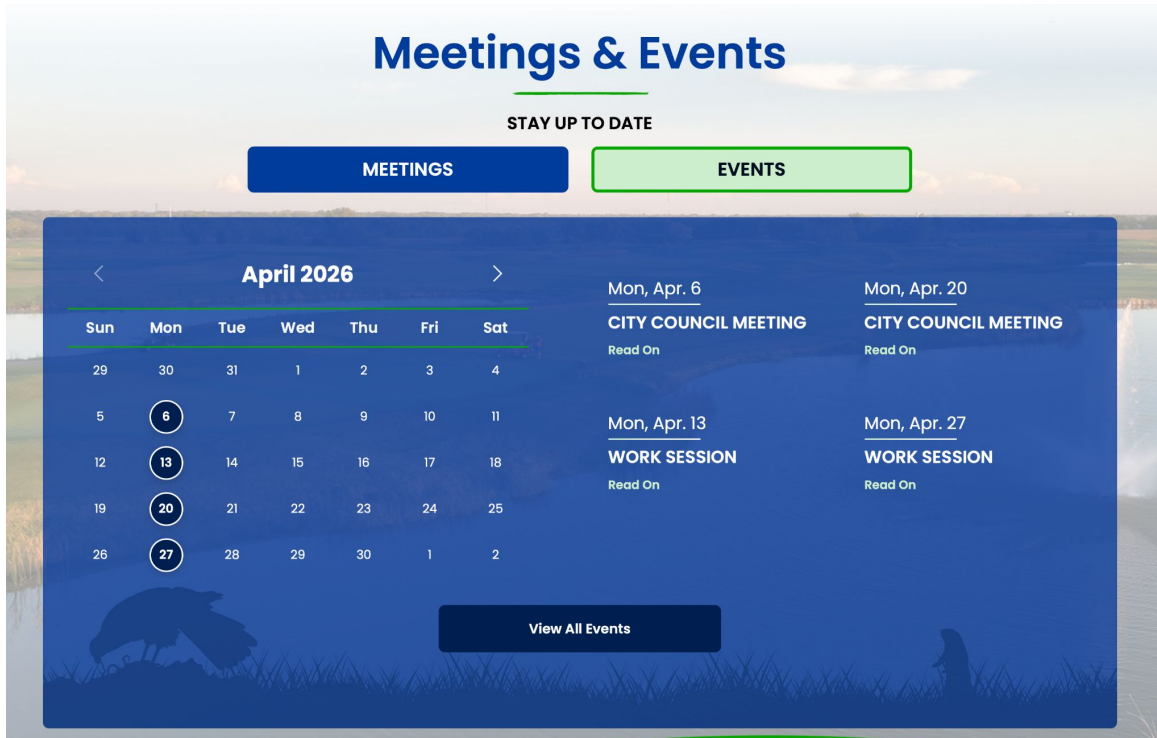 Meetings & Events
STAY UP TO DATE
MEETINGS
EVENTS
April 2026
Sun Mon Tue Wed Thu Fri Sat
29 30 31 1 2 3 4
5 6 7 8 9 10 11
12 13 14 15 16 17 18
19 20 21 22 23 24 25
26 27 28 29 30 1 2
Mon, Apr. 6
CITY COUNCIL MEETING
Read On
Mon, Apr. 20
CITY COUNCIL MEETING
Read On
Mon, Apr. 13
WORK SESSION
Read On
Mon, Apr. 27
WORK SESSION
Read On
View All Events